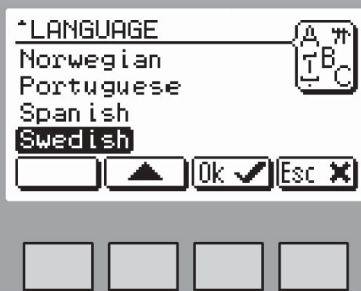 *LANGUAGE
Norwegian
Portuguese
Spanish
Swedish
Ok
Esc
A
B
C